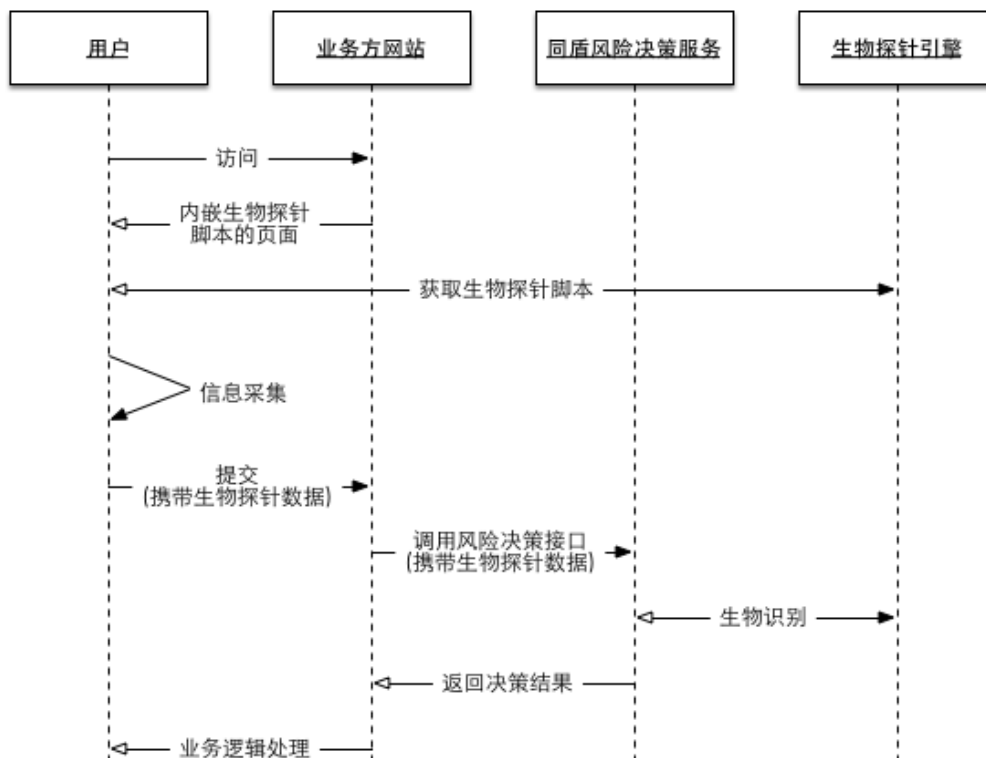 用户
业务方网站
同盾风险决策服务
生物探针引擎
访问
内嵌生物探针
脚本的页面
获取生物探针脚本
信息采集
提交
(携带生物探针数据)
调用风险决策接口
(携带生物探针数据)
生物识别
返回决策结果
业务逻辑处理